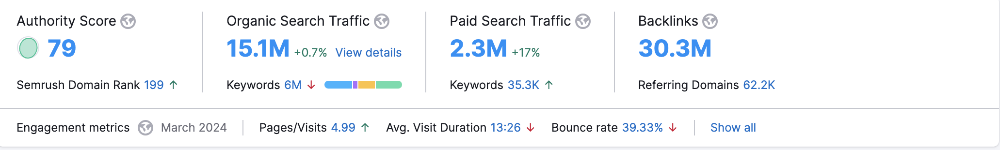 Authority Score
79
Semrush Domain Rank 199 ↑
Organic Search Traffic
15.1M +0.7% View details
Keywords 6M ↓
Paid Search Traffic
2.3M +17%
Keywords 35.3K ↑
Backlinks
30.3M
Referring Domains 62.2K
Engagement metrics March 2024 Pages/Visits 4.99 ↑ Avg. Visit Duration 13:26 ↓ Bounce rate 39.33% ↓ Show all